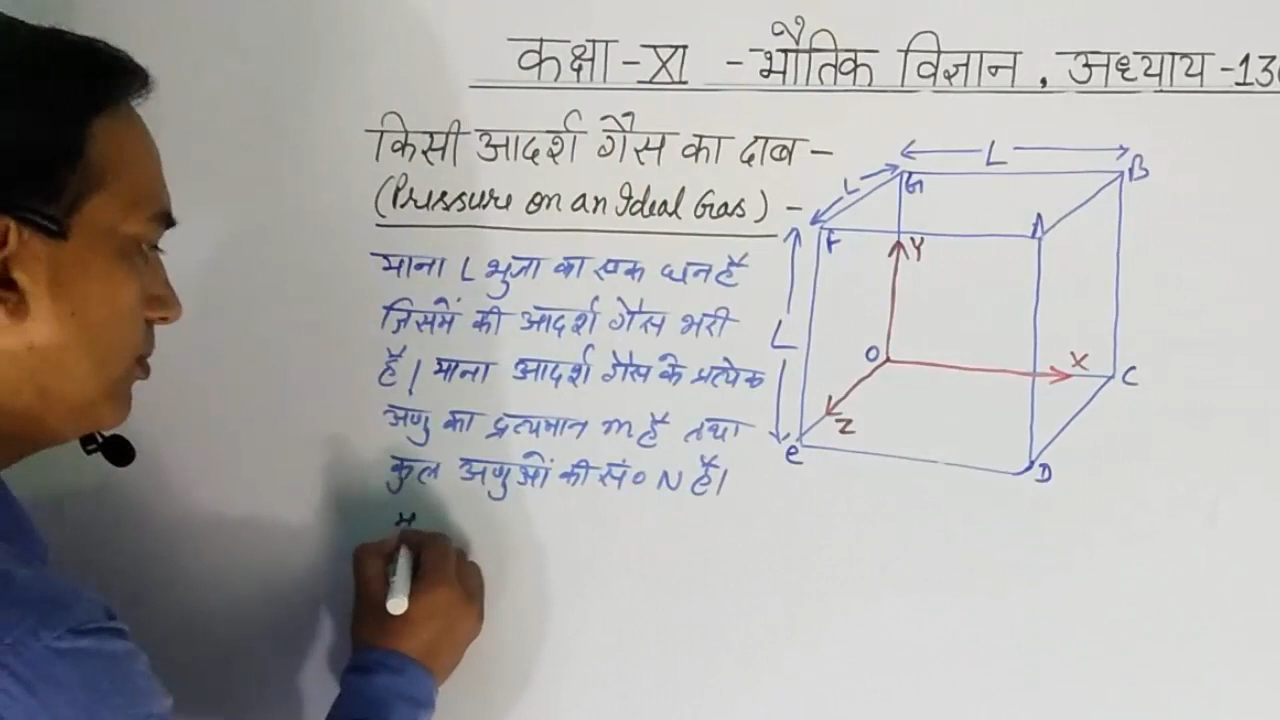 कक्षा - XI - भौतिक विज्ञान , अध्याय - 13
किसी आदर्श गैस का दाब -
(Pressure on an Ideal Gas) -
माना L भुजा का एक घन है
जिसमें की आदर्श गैस भरी
है। माना आदर्श गैस के प्रत्येक
अणु का द्रव्यमान m है तथा
कुल अणुओं की सं० N है।
L
L
G
B
F
A
Y
L
O
X
C
Z
e
D